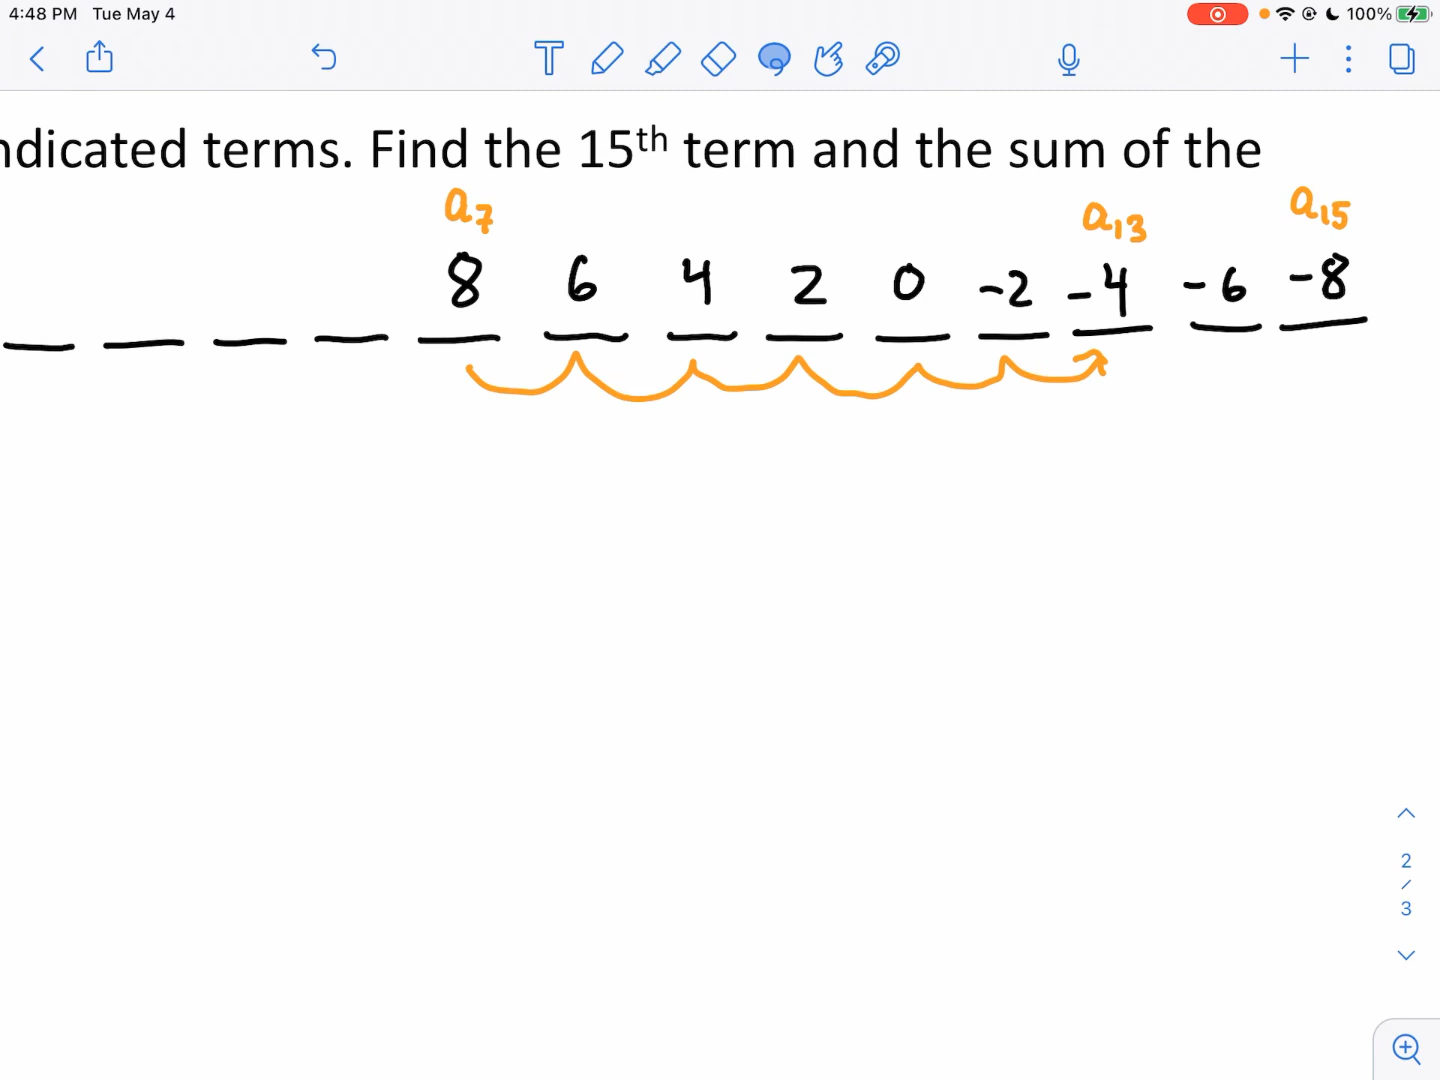 4:48 PM Tue May 4
100%
ndicated terms. Find the 15th term and the sum of the
a7 a13 a15
8 6 4 2 0 -2 -4 -6 -8
2
/
3